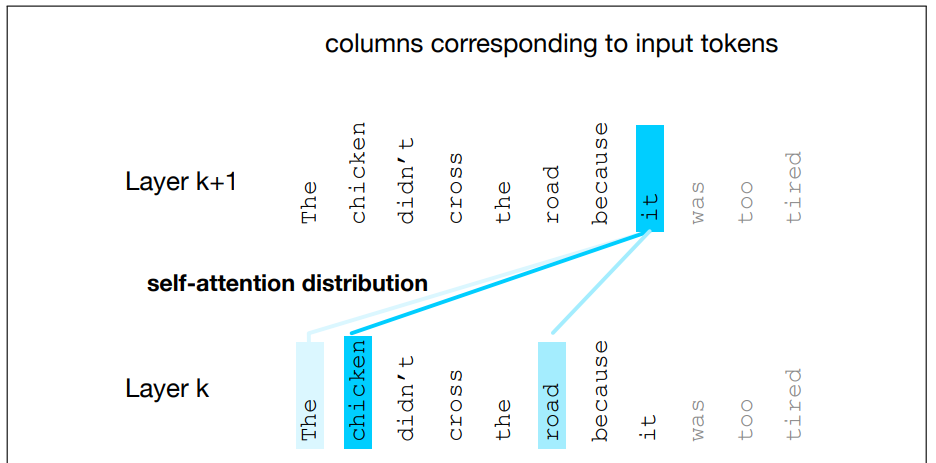 columns corresponding to input tokens
Layer k+1
The
chicken
didn’t
cross
the
road
because
it
was
too
tired
self-attention distribution
Layer k
The
chicken
didn’t
cross
the
road
because
it
was
too
tired